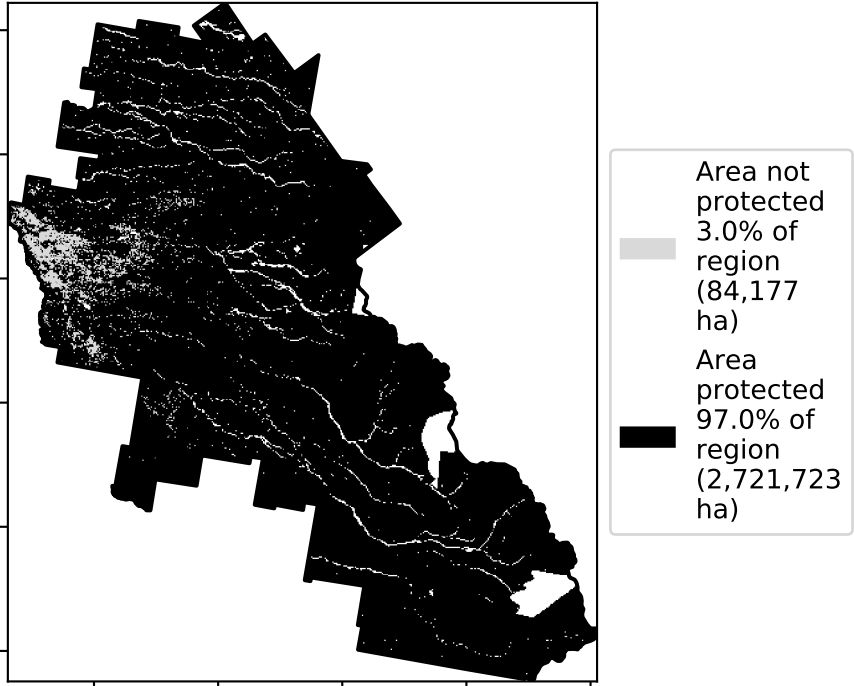 Area not
protected
3.0% of
region
(84,177
ha)
Area
protected
97.0% of
region
(2,721,723
ha)